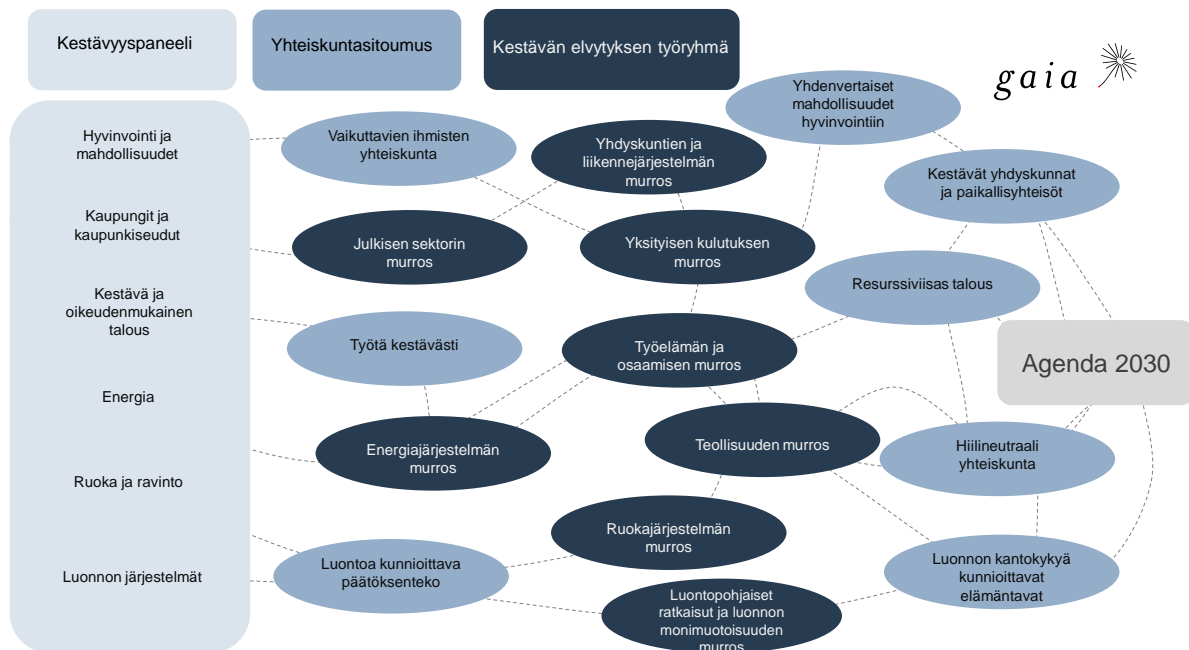 Kestävyyspaneeli
Yhteiskuntasitoumus
Kestävän elvytyksen työryhmä
gaia
Hyvinvointi ja
mahdollisuudet
Kaupungit ja
kaupunkiseudut
Kestävä ja
oikeudenmukainen
talous
Energia
Ruoka ja ravinto
Luonnon järjestelmät
Vaikuttavien ihmisten
yhteiskunta
Julkisen sektorin
murros
Työtä kestävästi
Energiajärjestelmän
murros
Luontoa kunnioittava
päätöksenteko
Yhdyskuntien ja
liikennejärjestelmän
murros
Yksityisen kulutuksen
murros
Työelämän ja
osaamisen murros
Teollisuuden murros
Ruokajärjestelmän
murros
Luontopohjaiset
ratkaisut ja luonnon
monimuotoisuuden
murros
Yhdenvertaiset
mahdollisuudet
hyvinvointiin
Kestävät yhdyskunnat
ja paikallisyhteisöt
Resurssiviisas talous
Agenda 2030
Hiilineutraali
yhteiskunta
Luonnon kantokykyä
kunnioittavat
elämäntavat